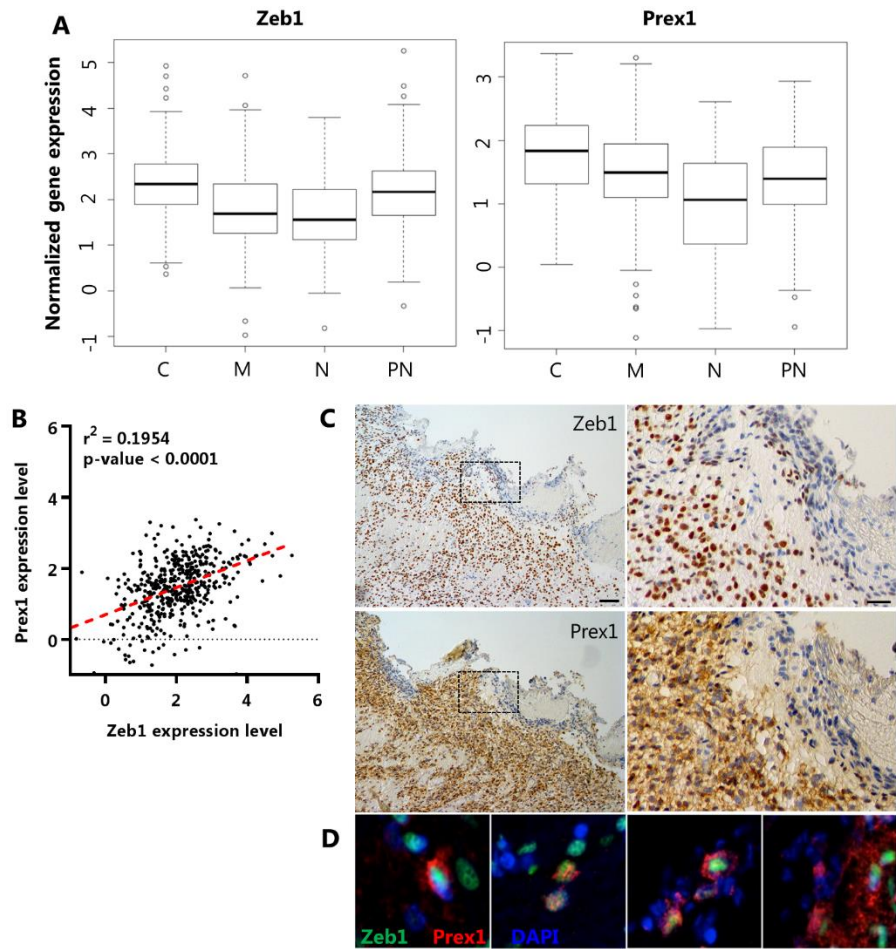 A
Zeb1
Prex1
Normalized gene expression
5
4
3
2
1
0
-1
C M N PN
3
2
1
0
-1
C M N PN
B
r² = 0.1954
p-value < 0.0001
Prex1 expression level
6
4
2
0
0 2 4 6
Zeb1 expression level
C
Zeb1
Prex1
D
Zeb1 Prex1 DAPI